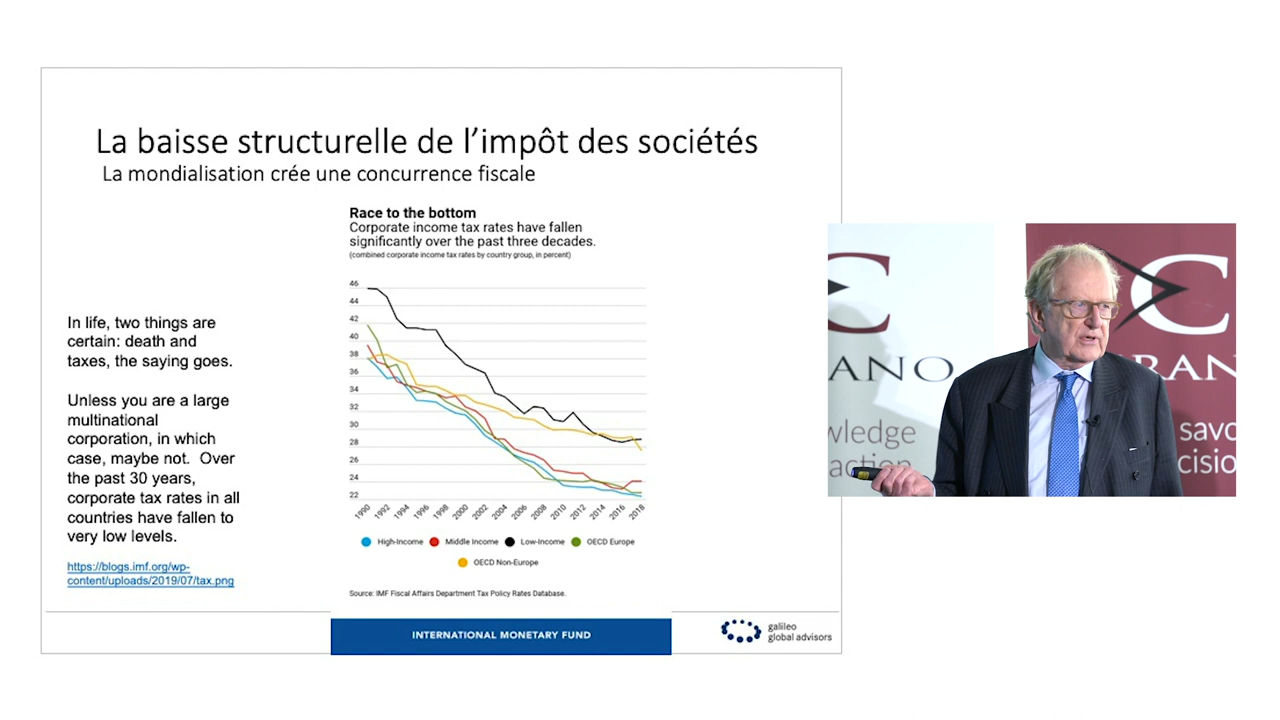 La baisse structurelle de l'impôt des sociétés
La mondialisation crée une concurrence fiscale
Race to the bottom
Corporate income tax rates have fallen
significantly over the past three decades.
(combined corporate income tax rates by country group, in percent)
46
44
42
40
38
36
34
32
30
28
26
24
22
1990
1992
1994
1996
1998
2000
2002
2004
2006
2008
2010
2012
2014
2016
2018
High-Income
Middle Income
Low-Income
OECD Europe
OECD Non-Europe
Source: IMF Fiscal Affairs Department Tax Policy Rates Database.
INTERNATIONAL MONETARY FUND
In life, two things are
certain: death and
taxes, the saying goes.
Unless you are a large
multinational
corporation, in which
case, maybe not. Over
the past 30 years,
corporate tax rates in all
countries have fallen to
very low levels.
https://blogs.imf.org/wp-
content/uploads/2019/07/tax.png
galileo
global advisors
C
ANO
wledge
action
C
RAN
savo
cisio